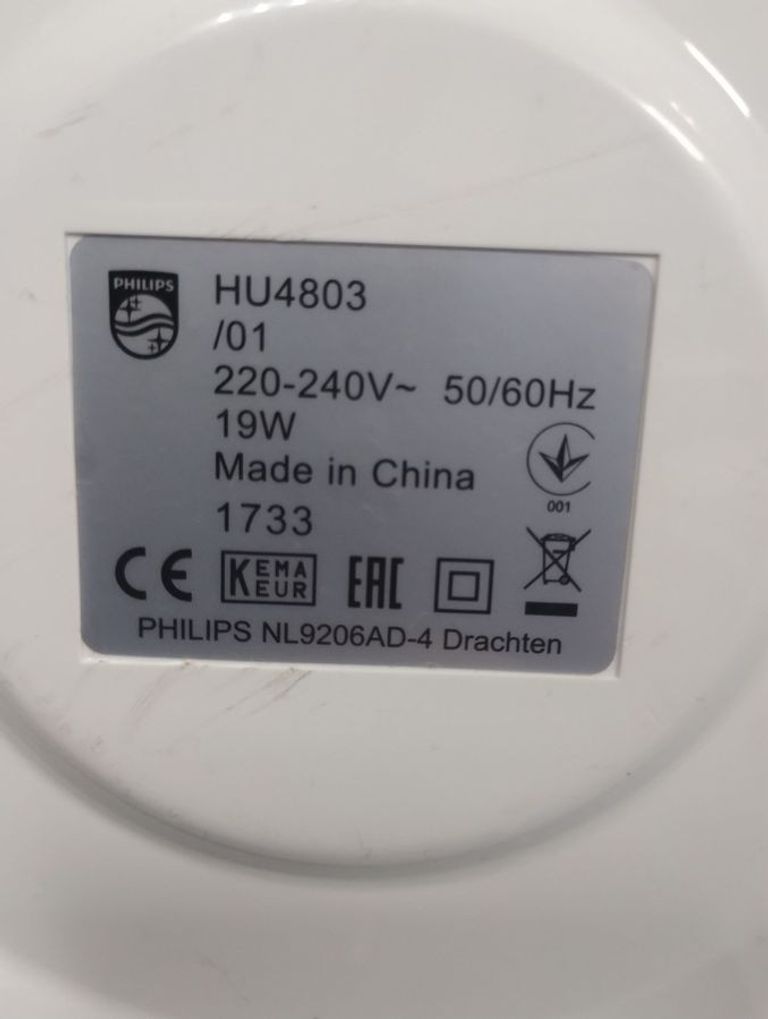 PHILIPS
HU4803
/01
220-240V~ 50/60Hz
19W
Made in China
001
1733
CE KEMA EUR EAC
PHILIPS NL9206AD-4 Drachten